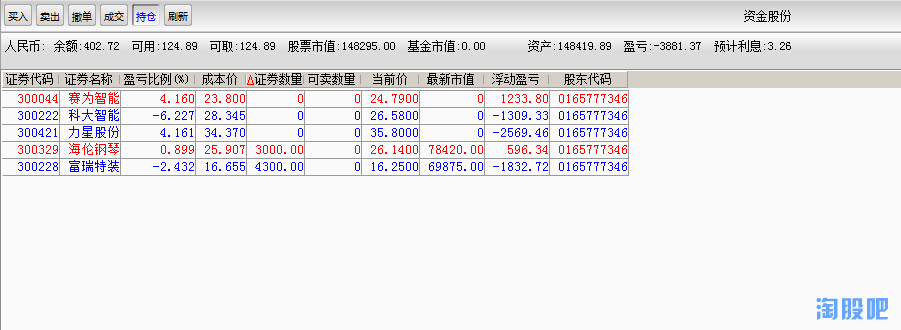 买入 卖出 撤单 成交 持仓 刷新 资金股份
人民币: 余额:402.72 可用:124.89 可取:124.89 股票市值:148295.00 基金市值:0.00 资产:148419.89 盈亏:-3881.37 预计利息:3.26
证券代码 证券名称 盈亏比例(%) 成本价 △证券数量 可卖数量 当前价 最新市值 浮动盈亏 股东代码
300044 赛为智能 4.160 23.800 0 0 24.7900 0 1233.80 0165777346
300222 科大智能 -6.227 28.345 0 0 26.5800 0 -1309.33 0165777346
300421 力星股份 4.161 34.370 0 0 35.8000 0 -2569.46 0165777346
300329 海伦钢琴 0.899 25.907 3000.00 0 26.1400 78420.00 596.34 0165777346
300228 富瑞特装 -2.432 16.655 4300.00 0 16.2500 69875.00 -1832.72 0165777346
淘股吧